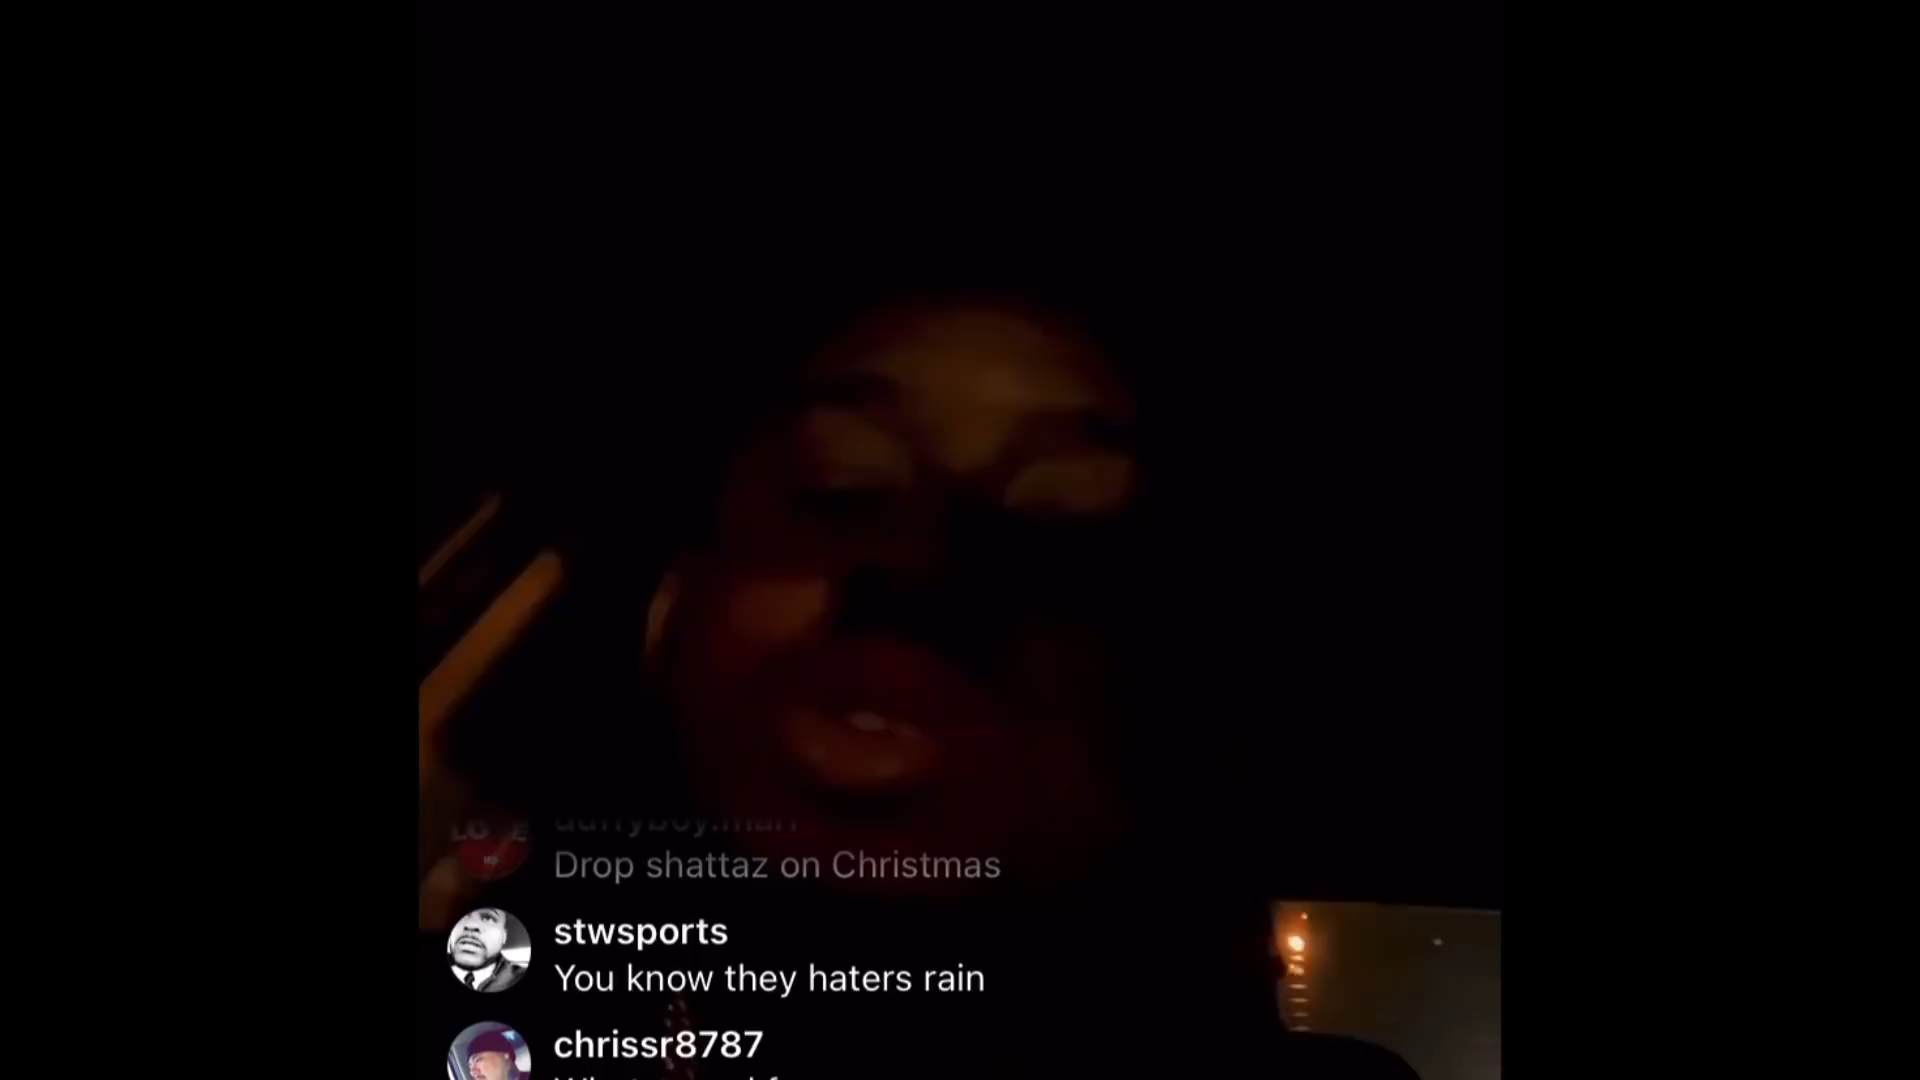 Drop shattaz on Christmas
stwsports
You know they haters rain
chrissr8787